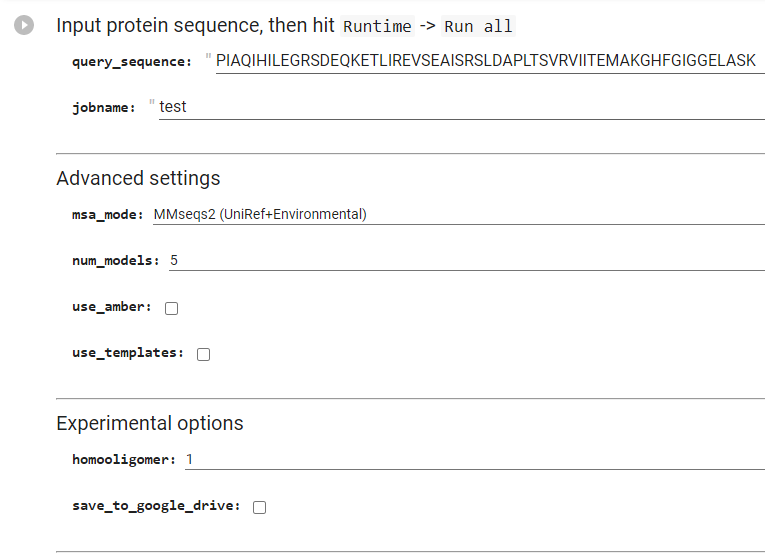 Input protein sequence, then hit Runtime -> Run all
query_sequence: "PIAQIHILEGRSDEQKETLIREVSEAISRSLDAPLTSVRVIITEMAKGHFGIGGELASK
jobname: "test
Advanced settings
msa_mode: MMseqs2 (UniRef+Environmental)
num_models: 5
use_amber:
use_templates:
Experimental options
homooligomer: 1
save_to_google_drive: